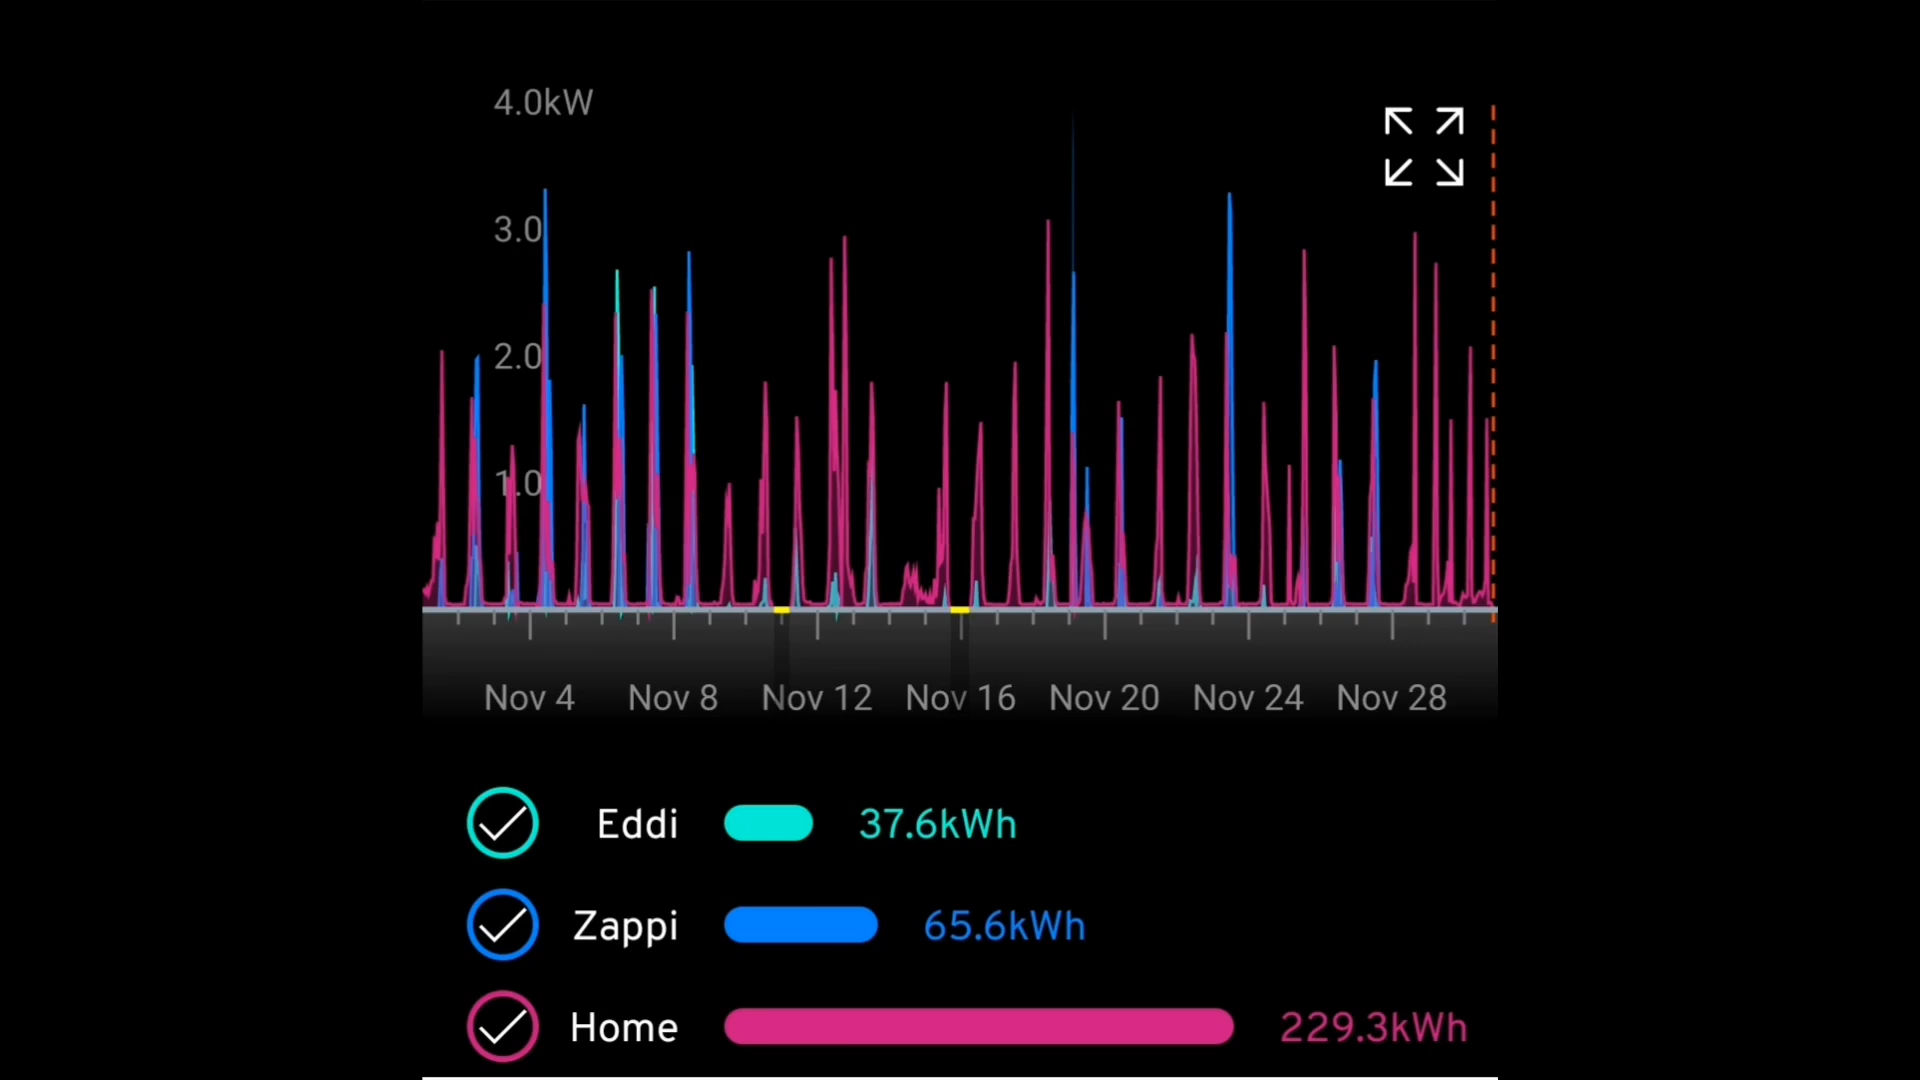 4.0kW
3.0
2.0
1.0
Nov 4 Nov 8 Nov 12 Nov 16 Nov 20 Nov 24 Nov 28
Eddi 37.6kWh
Zappi 65.6kWh
Home 229.3kWh